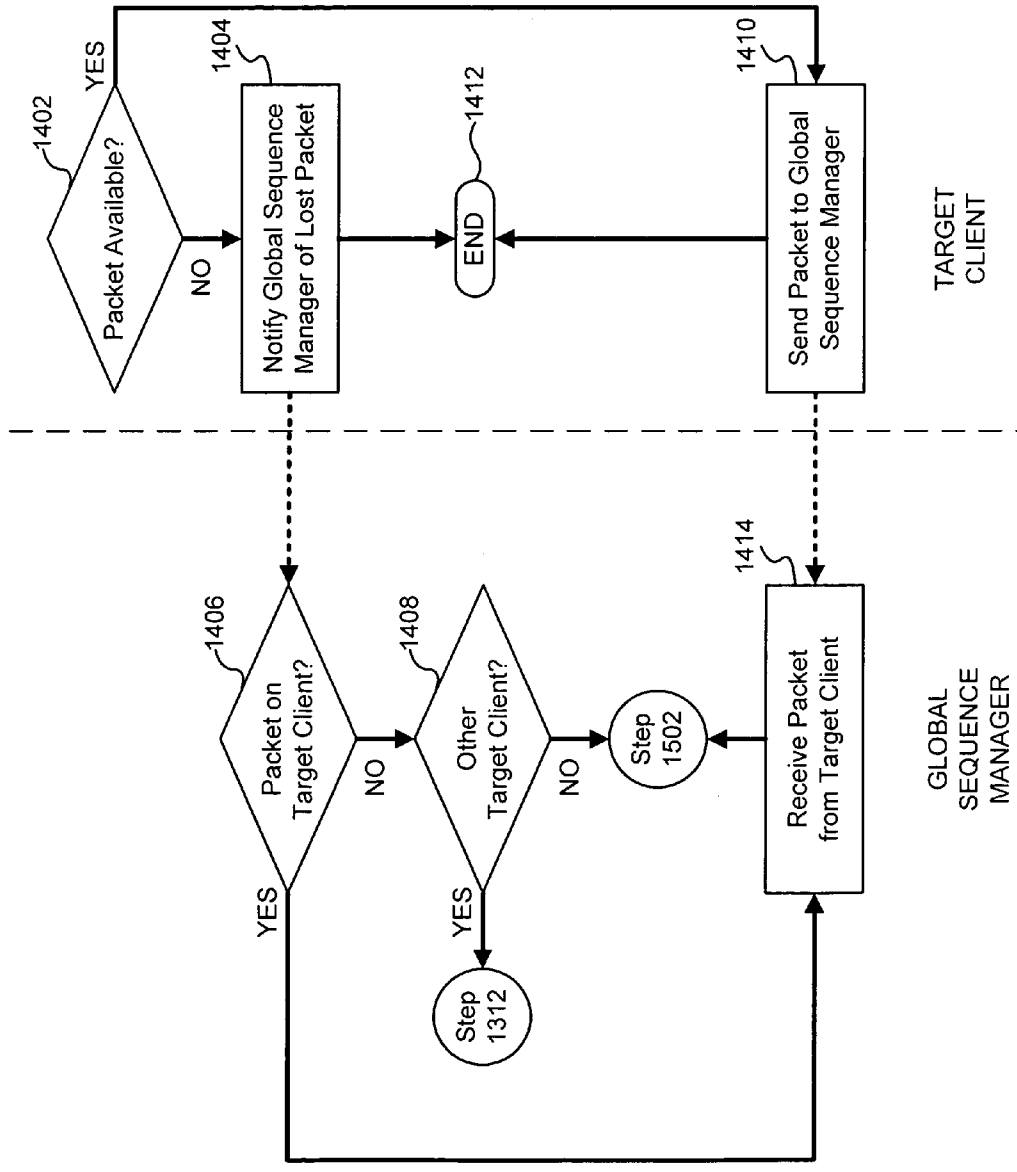 1402
Packet Available?
YES
NO
1404
Notify Global Sequence
Manager of Lost Packet
1412
END
1410
Send Packet to Global
Sequence Manager
TARGET
CLIENT
1406
Packet on
Target Client?
YES
NO
1408
Other
Target Client?
YES
NO
Step
1312
Step
1502
1414
Receive Packet
from Target Client
GLOBAL
SEQUENCE
MANAGER